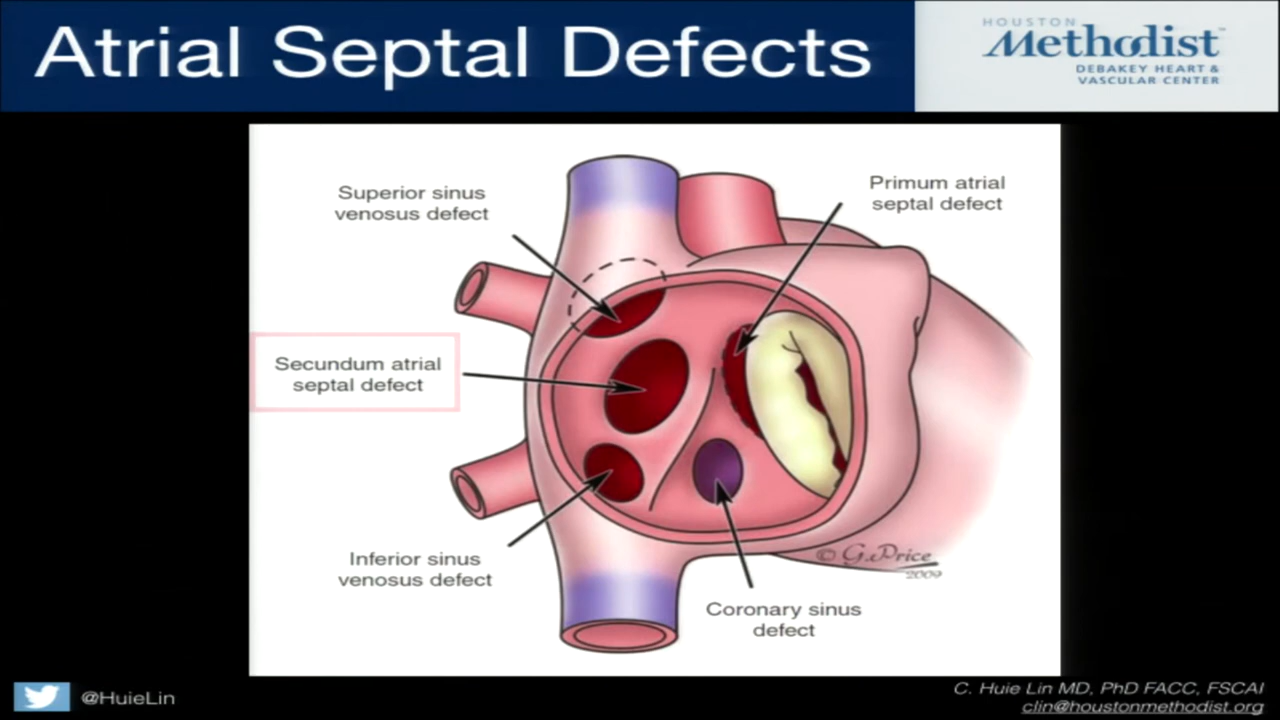 Atrial Septal Defects
HOUSTON
Methodist
DEBAKEY HEART &
VASCULAR CENTER
Superior sinus
venosus defect
Primum atrial
septal defect
Secundum atrial
septal defect
Inferior sinus
venosus defect
Coronary sinus
defect
© G.Price
2009
@HuieLin
C. Huie Lin MD, PhD FACC, FSCAI
clin@houstonmethodist.org